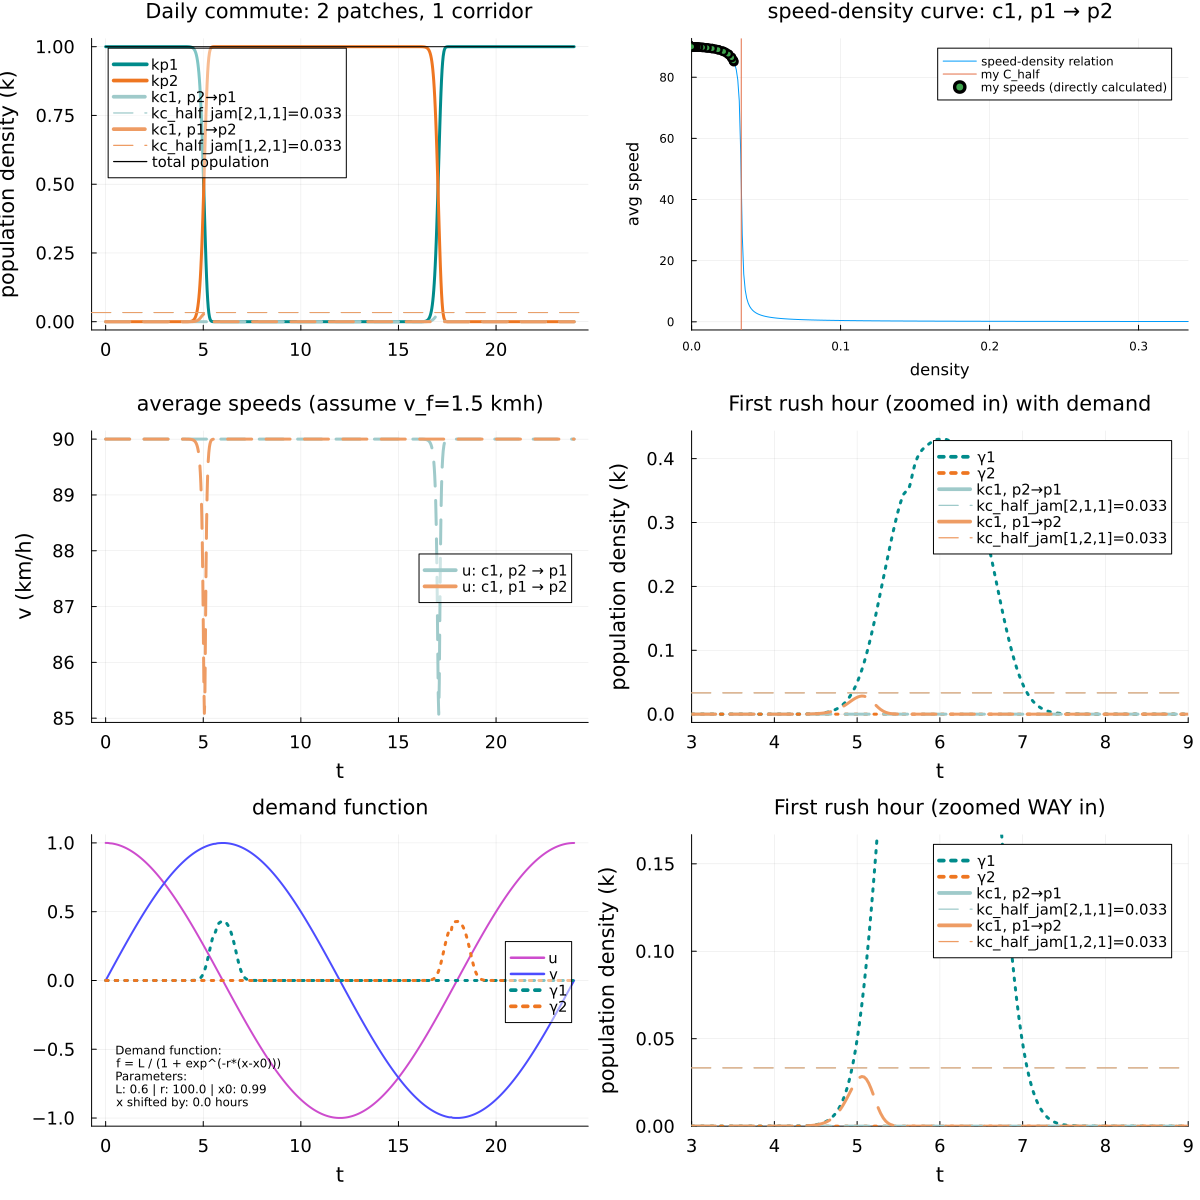 Daily commute: 2 patches, 1 corridor
population density (k)
1.00
0.75
0.50
0.25
0.00
0
5
10
15
20
kp1
kp2
kc1, p2→p1
kc_half_jam[2,1,1]=0.033
kc1, p1→p2
kc_half_jam[1,2,1]=0.033
total population
speed-density curve: c1, p1 → p2
avg speed
80
60
40
20
0
0.0
0.1
0.2
0.3
density
speed-density relation
my C_half
my speeds (directly calculated)
average speeds (assume v_f=1.5 kmh)
v (km/h)
90
89
88
87
86
85
0
5
10
15
20
t
u: c1, p2 → p1
u: c1, p1 → p2
First rush hour (zoomed in) with demand
population density (k)
0.4
0.3
0.2
0.1
0.0
3
4
5
6
7
8
9
t
γ1
γ2
kc1, p2→p1
kc_half_jam[2,1,1]=0.033
kc1, p1→p2
kc_half_jam[1,2,1]=0.033
demand function
1.0
0.5
0.0
−0.5
−1.0
0
5
10
15
20
t
u
v
γ1
γ2
Demand function:
f = L / (1 + exp^(-r*(x-x0)))
Parameters:
L: 0.6 | r: 100.0 | x0: 0.99
x shifted by: 0.0 hours
First rush hour (zoomed WAY in)
population density (k)
0.15
0.10
0.05
0.00
3
4
5
6
7
8
9
t
γ1
γ2
kc1, p2→p1
kc_half_jam[2,1,1]=0.033
kc1, p1→p2
kc_half_jam[1,2,1]=0.033